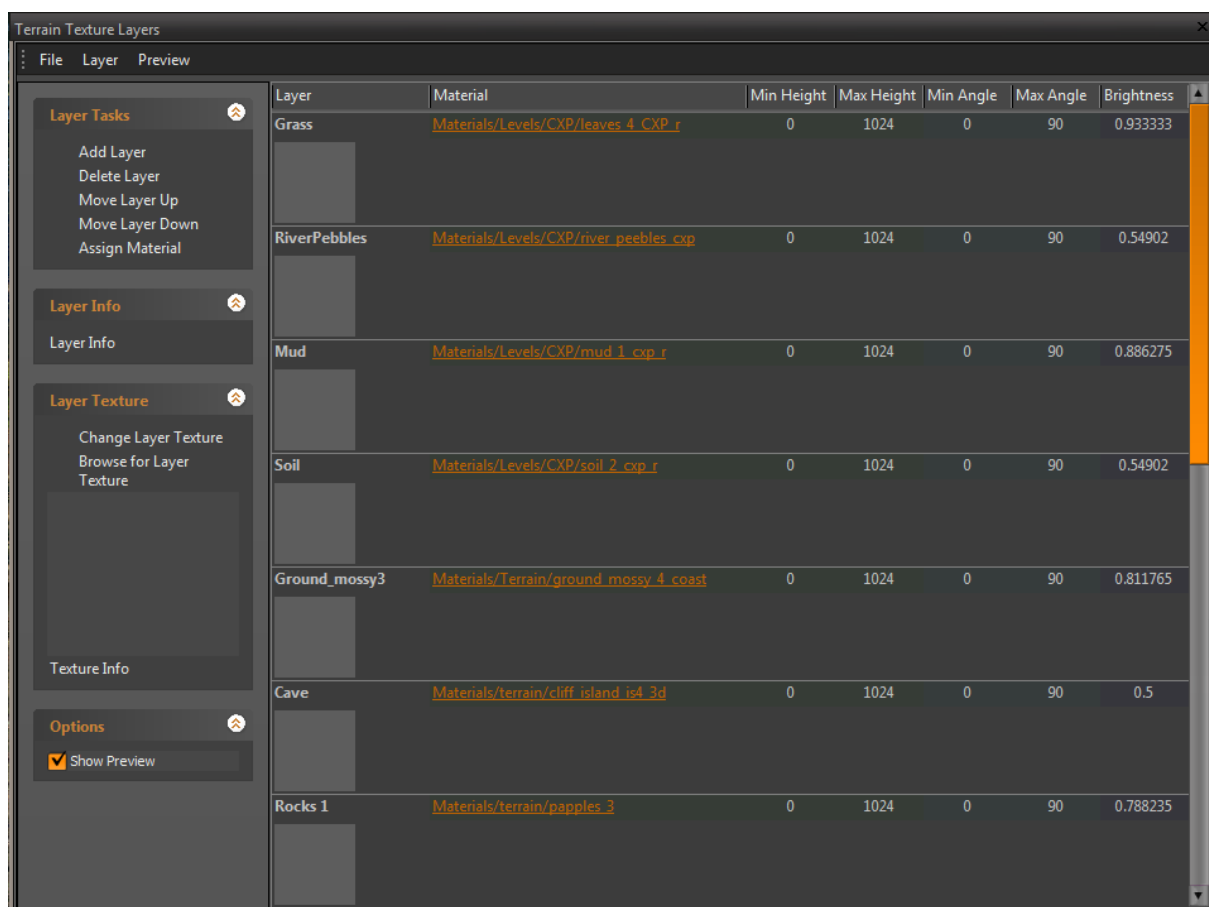 Terrain Texture Layers
File Layer Preview
Layer Tasks
Add Layer
Delete Layer
Move Layer Up
Move Layer Down
Assign Material
Layer Info
Layer Info
Layer Texture
Change Layer Texture
Browse for Layer
Texture
Texture Info
Options
Show Preview
Layer Material Min Height Max Height Min Angle Max Angle Brightness
Grass Materials/Levels/CXP/leaves_4_CXP_r 0 1024 0 90 0.933333
RiverPebbles Materials/Levels/CXP/river_peebles_cxp 0 1024 0 90 0.54902
Mud Materials/Levels/CXP/mud_1_cxp_r 0 1024 0 90 0.886275
Soil Materials/Levels/CXP/soil_2_cxp_r 0 1024 0 90 0.54902
Ground_mossy3 Materials/Terrain/ground_mossy_4_coast 0 1024 0 90 0.811765
Cave Materials/terrain/cliff_island_is4_3d 0 1024 0 90 0.5
Rocks 1 Materials/terrain/papples_3 0 1024 0 90 0.788235